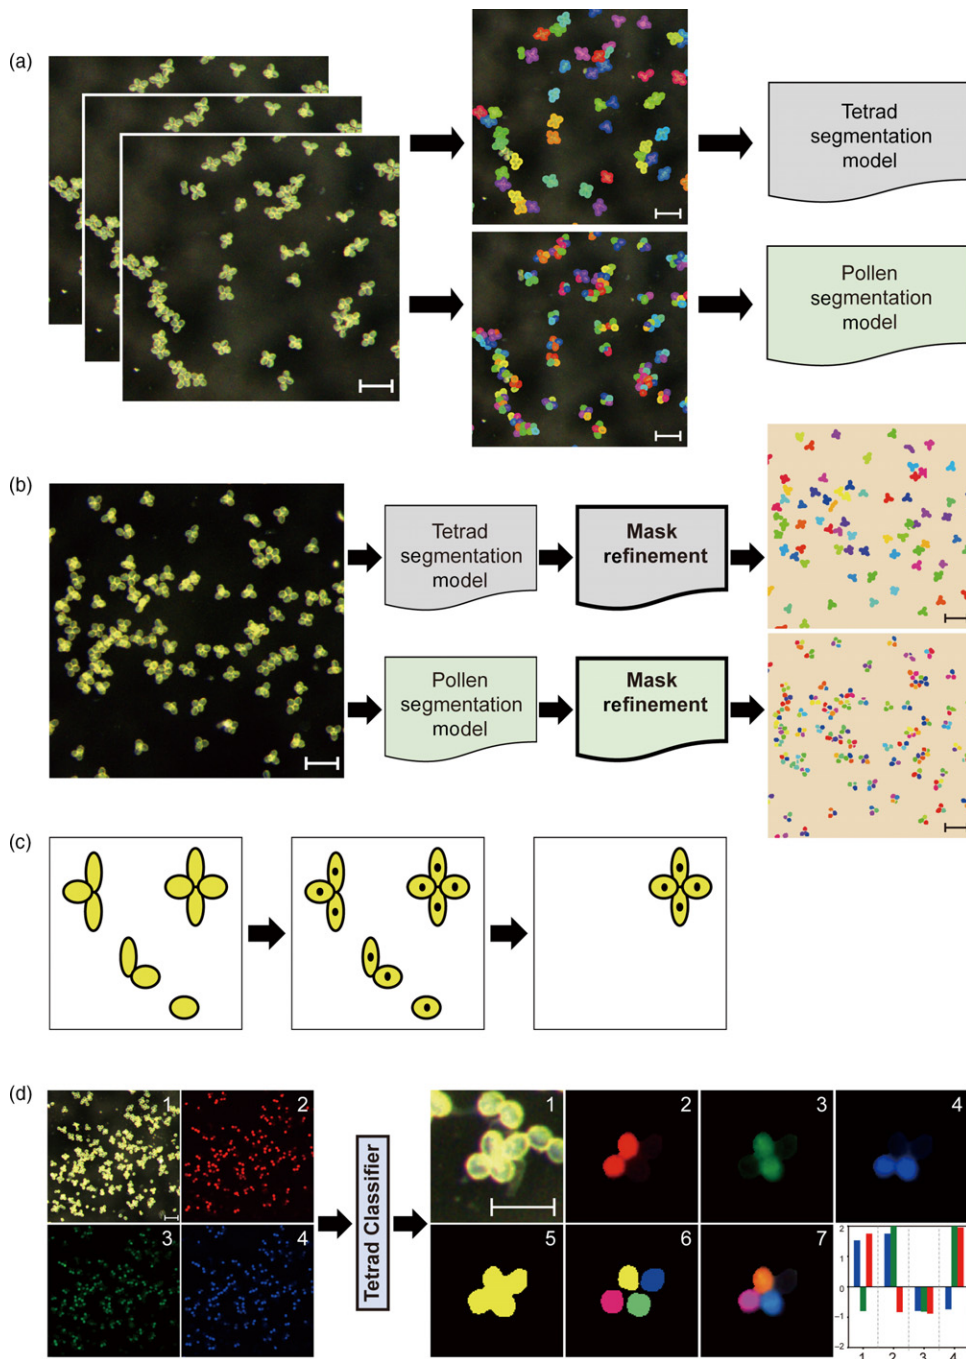 (a)
Tetrad
segmentation
model
Pollen
segmentation
model
(b)
Tetrad
segmentation
model
Mask
refinement
Pollen
segmentation
model
Mask
refinement
(c)
(d)
1
2
3
4
Tetrad Classifier
1
2
3
4
5
6
7
2
1
0
−1
−2
1 2 3 4